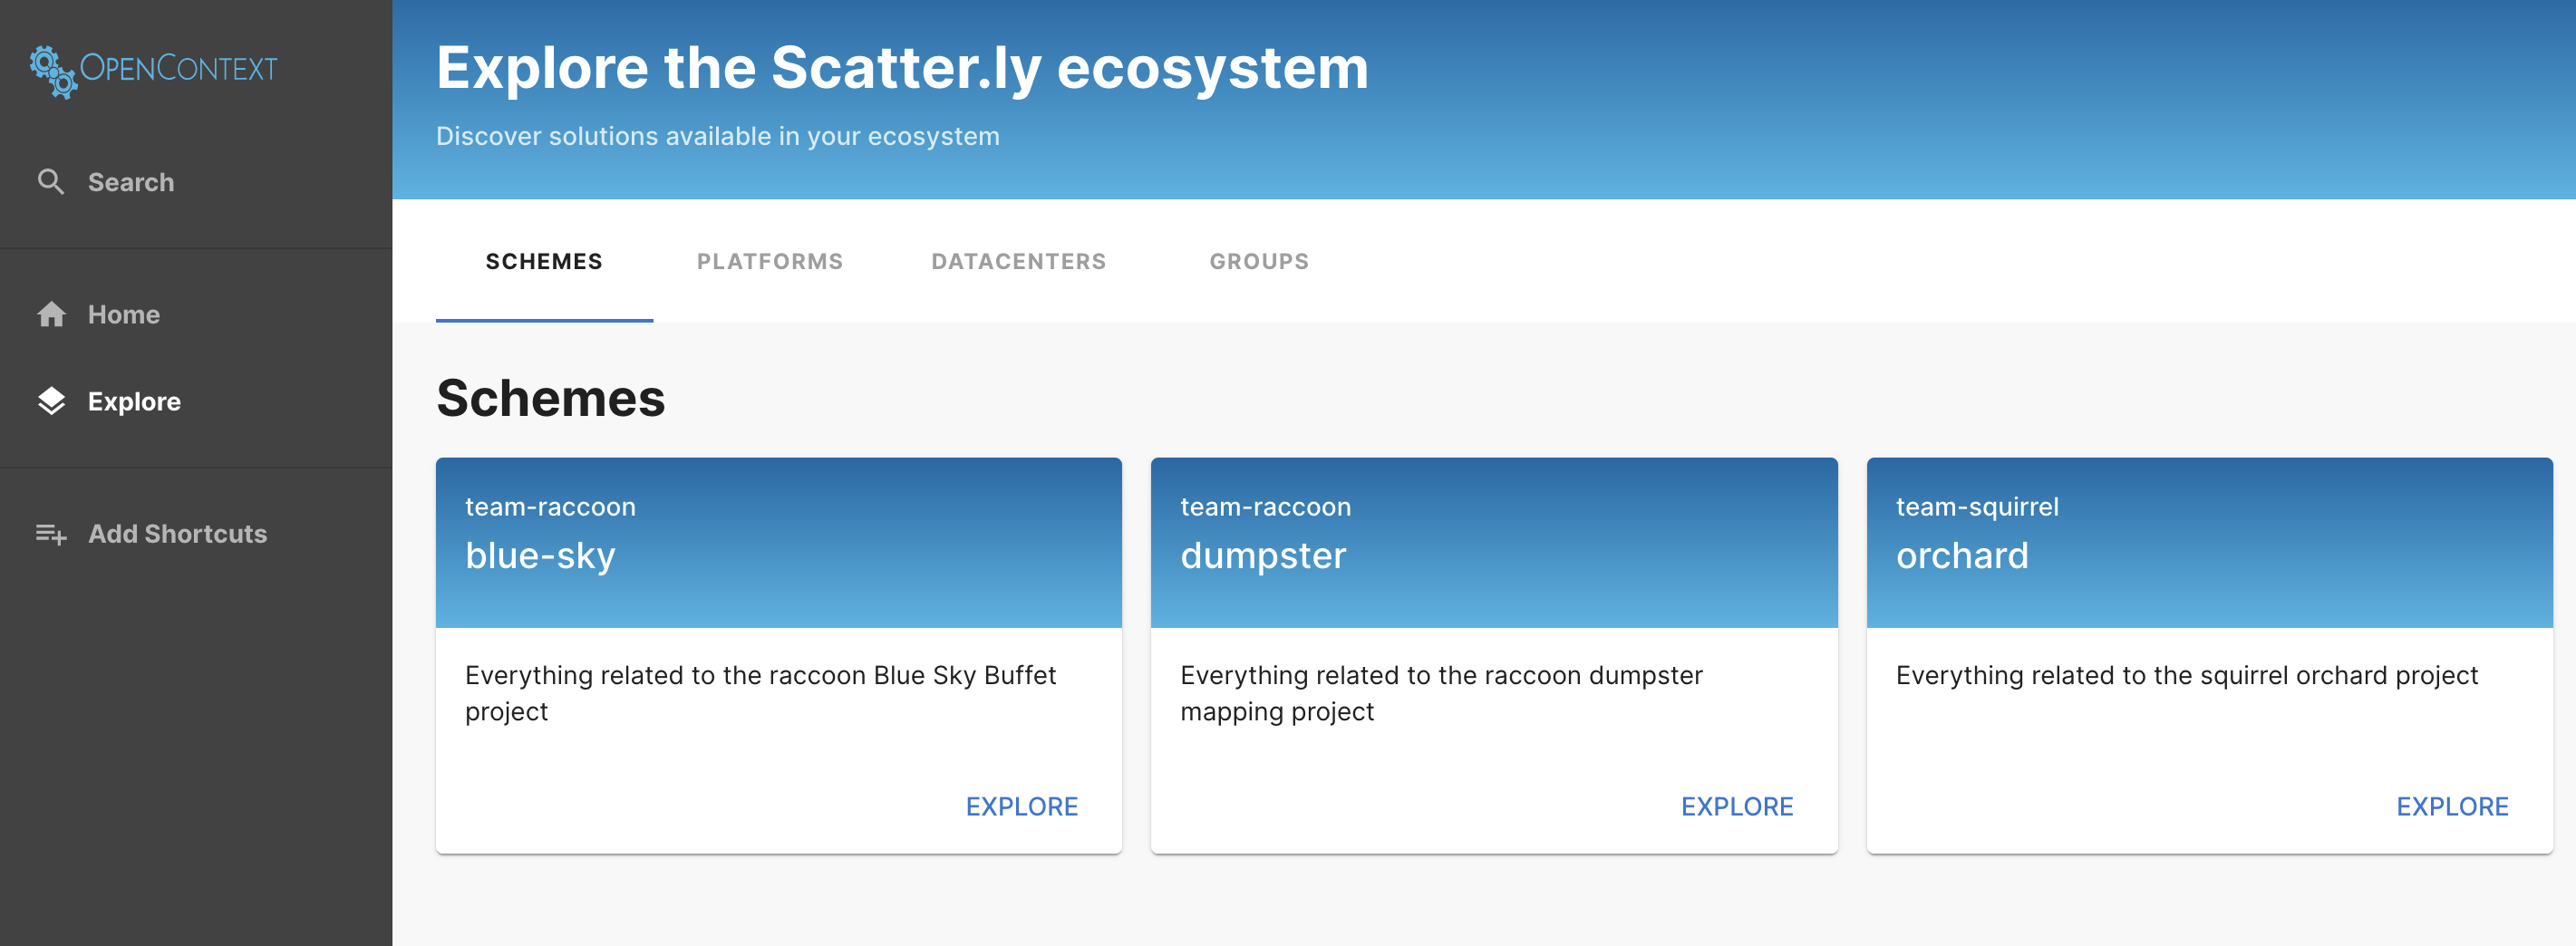 OPENCONTEXT
Search
Home
Explore
Add Shortcuts
Explore the Scatter.ly ecosystem
Discover solutions available in your ecosystem
SCHEMES PLATFORMS DATACENTERS GROUPS
Schemes
team-raccoon
blue-sky
Everything related to the raccoon Blue Sky Buffet
project
EXPLORE
team-raccoon
dumpster
Everything related to the raccoon dumpster
mapping project
EXPLORE
team-squirrel
orchard
Everything related to the squirrel orchard project
EXPLORE